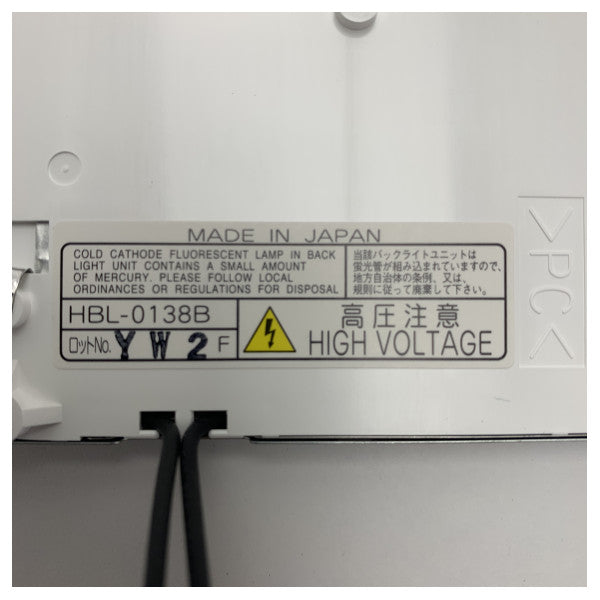 MADE IN JAPAN
COLD CATHODE FLUORESCENT LAMP IN BACK
LIGHT UNIT CONTAINS A SMALL AMOUNT
OF MERCURY. PLEASE FOLLOW LOCAL
ORDINANCES OR REGULATIONS FOR DISPOSAL
当該バックライトユニットは
蛍光管が組み込まれていますので、
地方自治体の条例、又は、
規則に従って廃棄して下さい。
HBL-0138B
ロットNo. Y W 2 F
高圧注意
HIGH VOLTAGE
>PC<